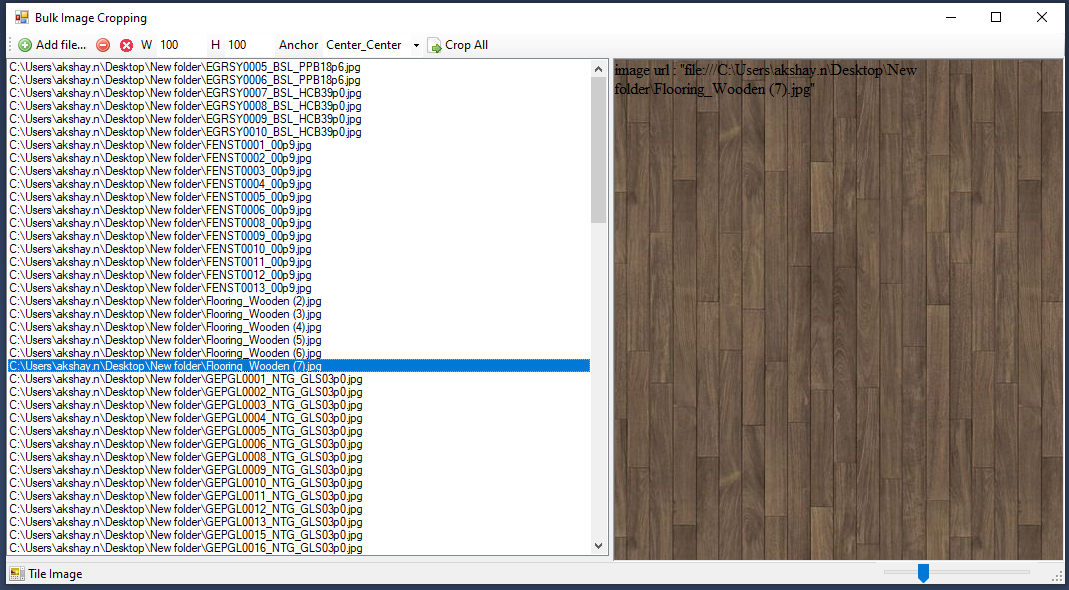 Bulk Image Cropping
Add file... W 100 H 100 Anchor Center_Center Crop All
C:\Users\akshay.n\Desktop\New folder\EGRSY0005_BSL_PPB18p6.jpg
C:\Users\akshay.n\Desktop\New folder\EGRSY0006_BSL_PPB18p6.jpg
C:\Users\akshay.n\Desktop\New folder\EGRSY0007_BSL_HCB39p0.jpg
C:\Users\akshay.n\Desktop\New folder\EGRSY0008_BSL_HCB39p0.jpg
C:\Users\akshay.n\Desktop\New folder\EGRSY0009_BSL_HCB39p0.jpg
C:\Users\akshay.n\Desktop\New folder\EGRSY0010_BSL_HCB39p0.jpg
C:\Users\akshay.n\Desktop\New folder\FENST0001_00p9.jpg
C:\Users\akshay.n\Desktop\New folder\FENST0002_00p9.jpg
C:\Users\akshay.n\Desktop\New folder\FENST0003_00p9.jpg
C:\Users\akshay.n\Desktop\New folder\FENST0004_00p9.jpg
C:\Users\akshay.n\Desktop\New folder\FENST0005_00p9.jpg
C:\Users\akshay.n\Desktop\New folder\FENST0006_00p9.jpg
C:\Users\akshay.n\Desktop\New folder\FENST0008_00p9.jpg
C:\Users\akshay.n\Desktop\New folder\FENST0009_00p9.jpg
C:\Users\akshay.n\Desktop\New folder\FENST0010_00p9.jpg
C:\Users\akshay.n\Desktop\New folder\FENST0011_00p9.jpg
C:\Users\akshay.n\Desktop\New folder\FENST0012_00p9.jpg
C:\Users\akshay.n\Desktop\New folder\FENST0013_00p9.jpg
C:\Users\akshay.n\Desktop\New folder\Flooring_Wooden (2).jpg
C:\Users\akshay.n\Desktop\New folder\Flooring_Wooden (3).jpg
C:\Users\akshay.n\Desktop\New folder\Flooring_Wooden (4).jpg
C:\Users\akshay.n\Desktop\New folder\Flooring_Wooden (5).jpg
C:\Users\akshay.n\Desktop\New folder\Flooring_Wooden (6).jpg
C:\Users\akshay.n\Desktop\New folder\Flooring_Wooden (7).jpg
C:\Users\akshay.n\Desktop\New folder\GEPGL0001_NTG_GLS03p0.jpg
C:\Users\akshay.n\Desktop\New folder\GEPGL0002_NTG_GLS03p0.jpg
C:\Users\akshay.n\Desktop\New folder\GEPGL0003_NTG_GLS03p0.jpg
C:\Users\akshay.n\Desktop\New folder\GEPGL0004_NTG_GLS03p0.jpg
C:\Users\akshay.n\Desktop\New folder\GEPGL0005_NTG_GLS03p0.jpg
C:\Users\akshay.n\Desktop\New folder\GEPGL0006_NTG_GLS03p0.jpg
C:\Users\akshay.n\Desktop\New folder\GEPGL0008_NTG_GLS03p0.jpg
C:\Users\akshay.n\Desktop\New folder\GEPGL0009_NTG_GLS03p0.jpg
C:\Users\akshay.n\Desktop\New folder\GEPGL0010_NTG_GLS03p0.jpg
C:\Users\akshay.n\Desktop\New folder\GEPGL0011_NTG_GLS03p0.jpg
C:\Users\akshay.n\Desktop\New folder\GEPGL0012_NTG_GLS03p0.jpg
C:\Users\akshay.n\Desktop\New folder\GEPGL0013_NTG_GLS03p0.jpg
C:\Users\akshay.n\Desktop\New folder\GEPGL0015_NTG_GLS03p0.jpg
C:\Users\akshay.n\Desktop\New folder\GEPGL0016_NTG_GLS03p0.jpg
image url : "file:///C:\Users\akshay.n\Desktop\New
folder\Flooring_Wooden (7).jpg"
Tile Image